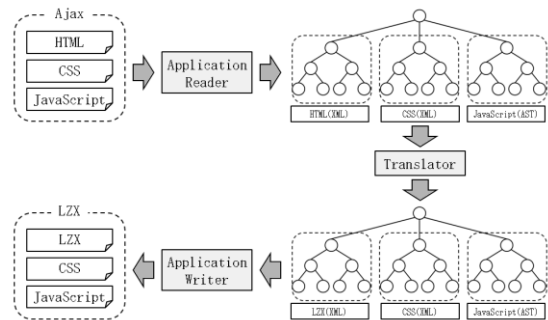 Ajax
HTML
CSS
JavaScript
Application
Reader
HTML(XML)
CSS(XML)
JavaScript(AST)
Translator
LZX
LZX
CSS
JavaScript
Application
Writer
LZX(XML)
CSS(XML)
JavaScript(AST)